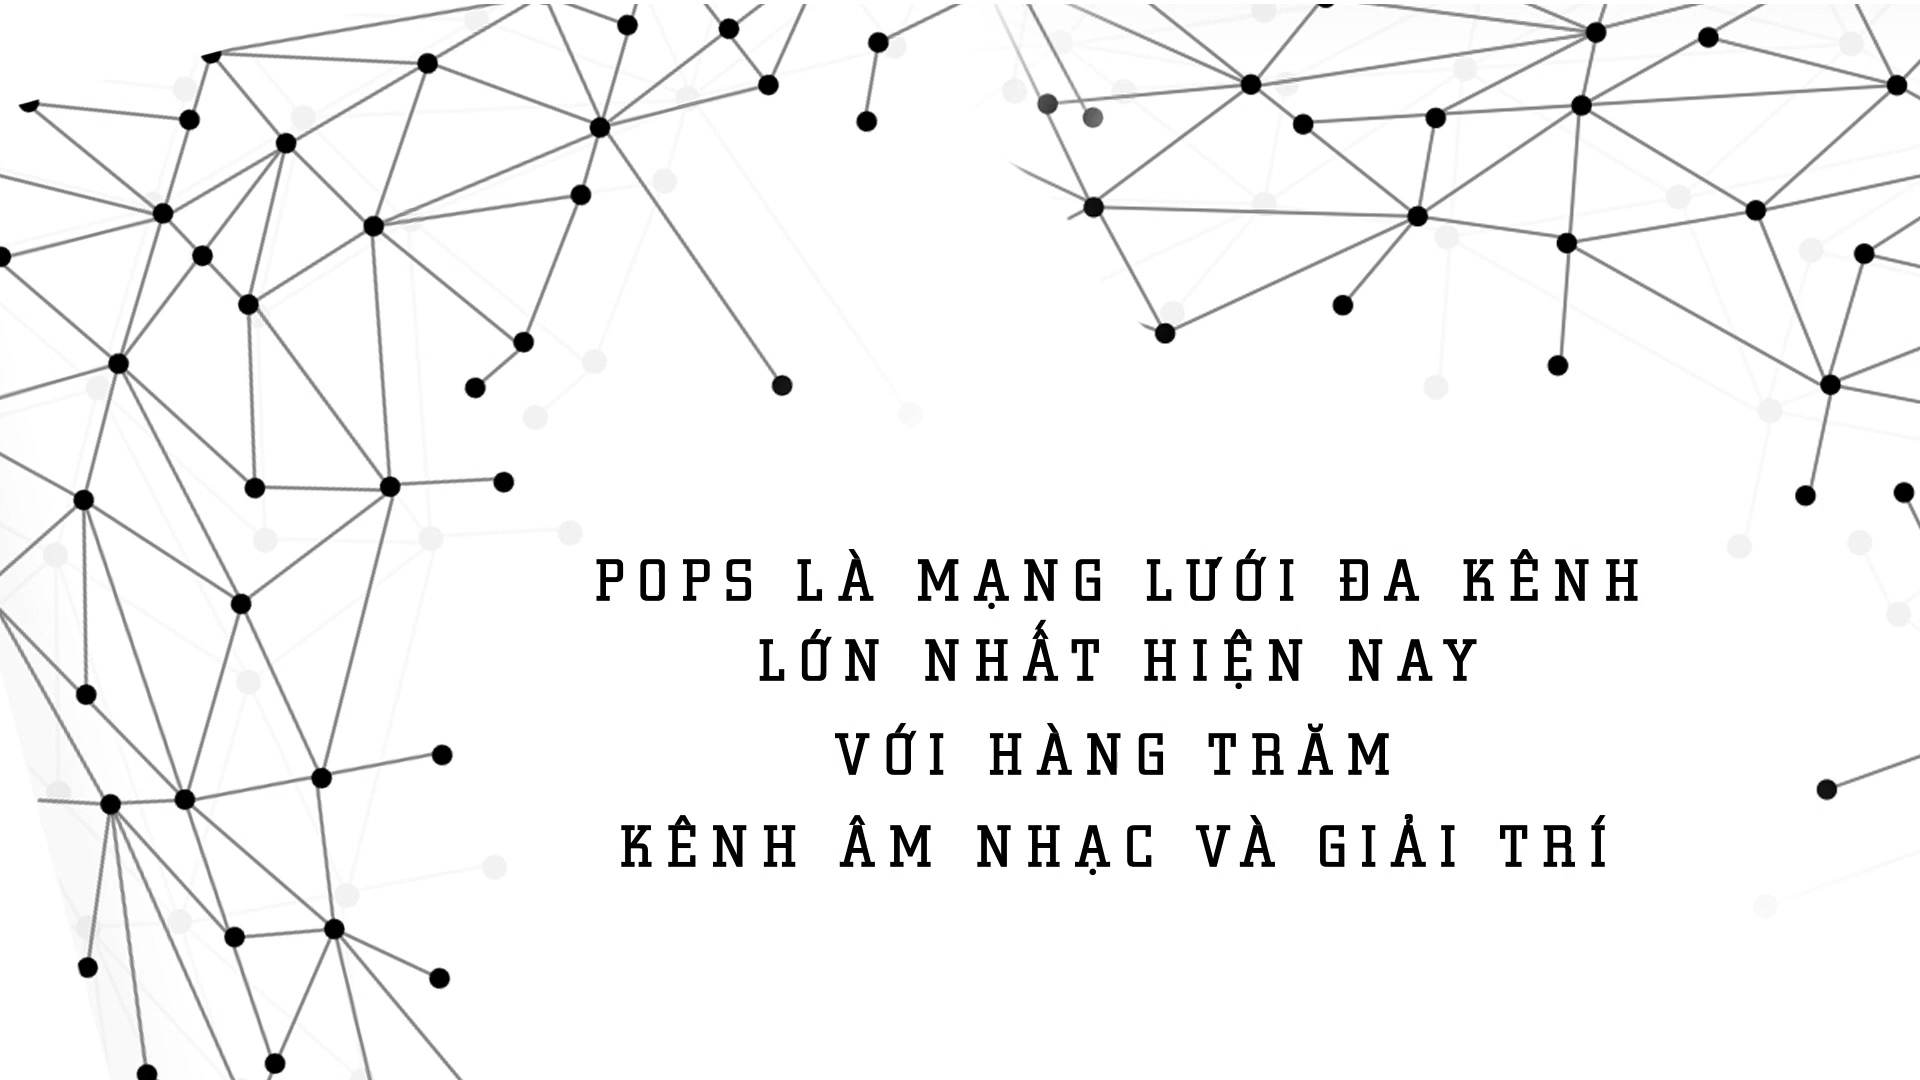 POPS LÀ MẠNG LƯỚI ĐA KÊNH
LỚN NHẤT HIỆN NAY
VỚI HÀNG TRĂM
KÊNH ÂM NHẠC VÀ GIẢI TRÍ